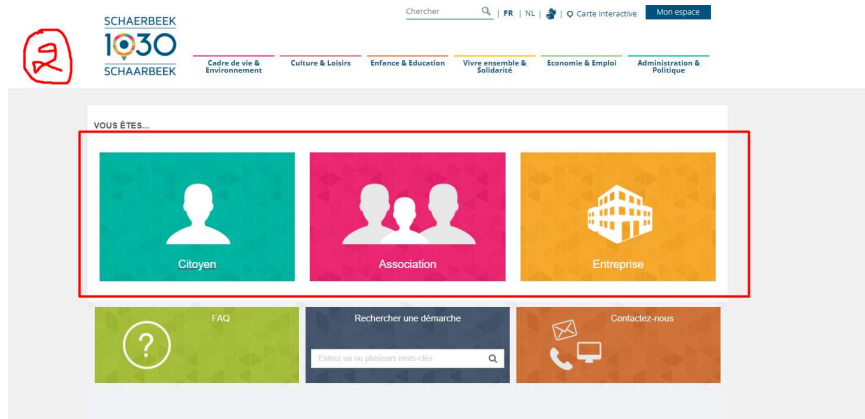 2
SCHAERBEEK
1030
SCHAARBEEK
Chercher | FR | NL | Carte interactive Mon espace
Cadre de vie & Environnement
Culture & Loisirs
Enfance & Education
Vivre ensemble & Solidarité
Economie & Emploi
Administration & Politique
VOUS ÊTES...
Citoyen
Association
Entreprise
FAQ
?
Rechercher une démarche
Entrez un ou plusieurs mots-clés
Contactez-nous